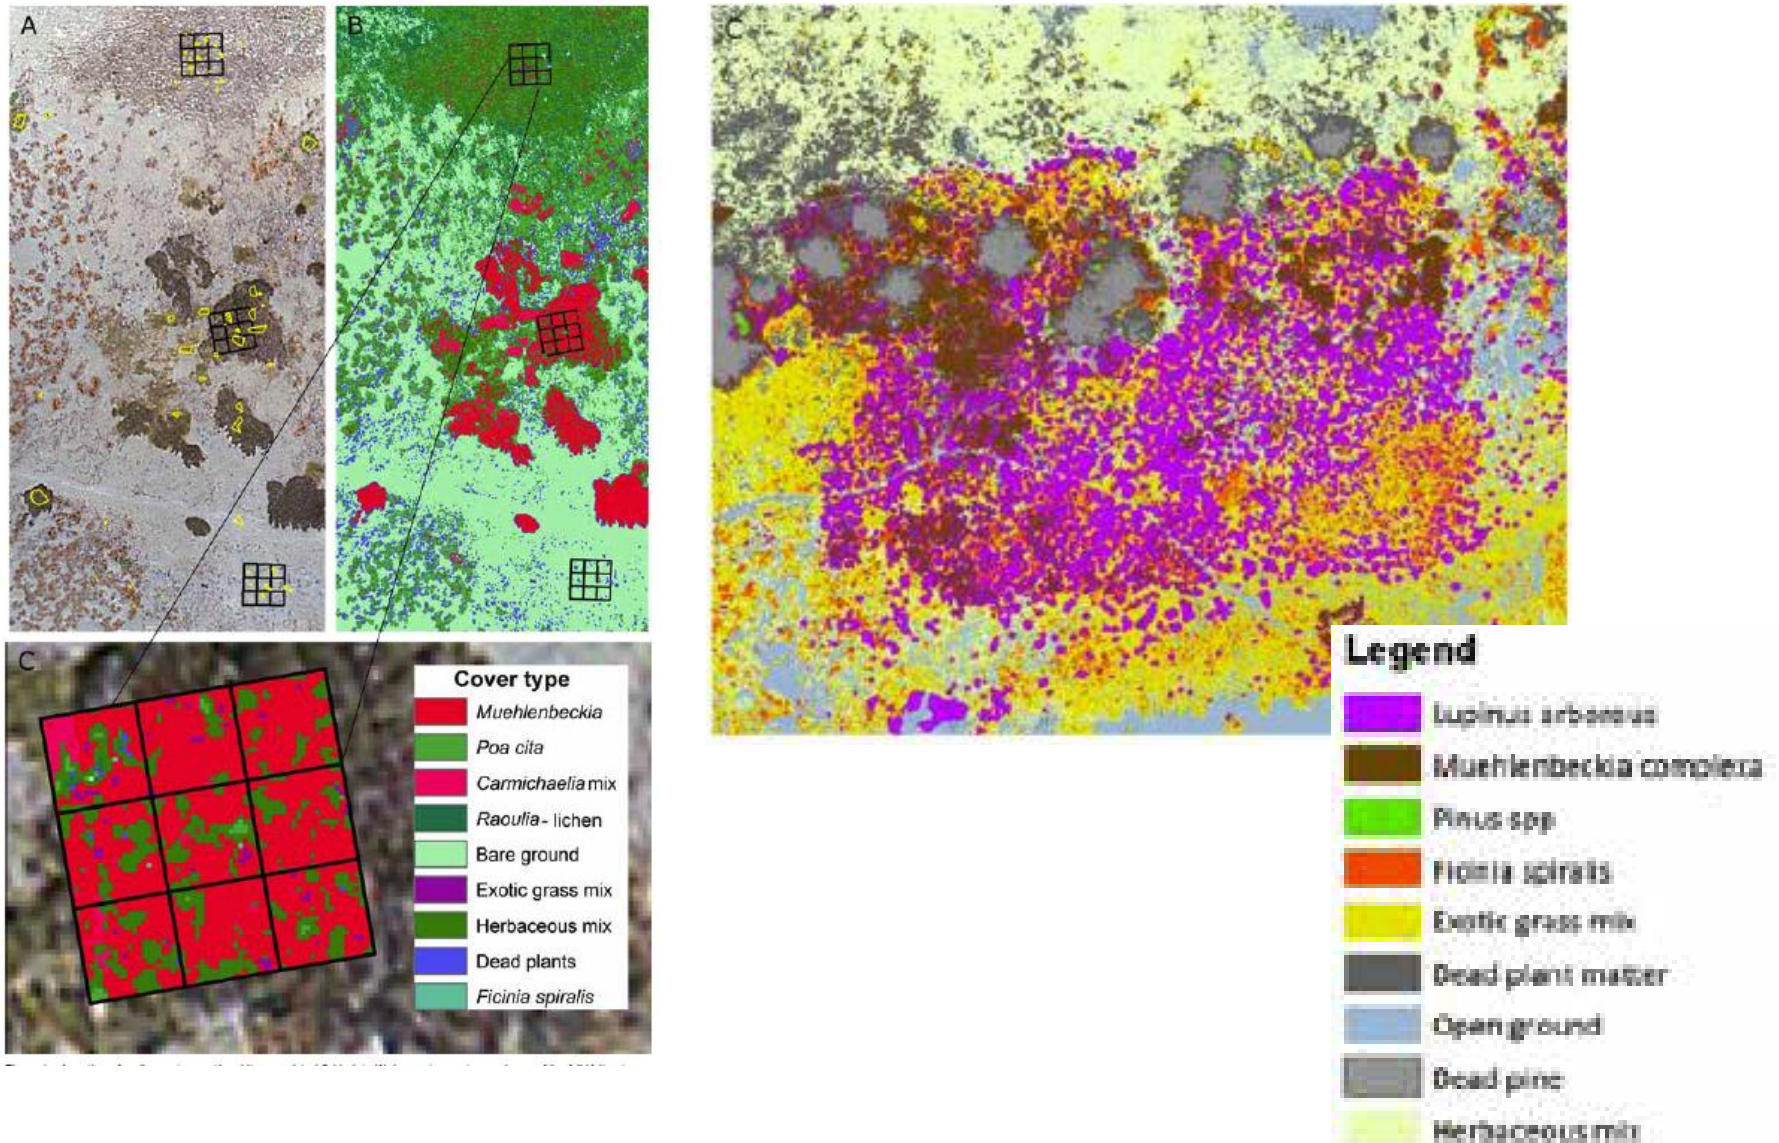 A
B
C
C
Cover type
Muehlenbeckia
Poa cita
Carmichaelia mix
Raoulia - lichen
Bare ground
Exotic grass mix
Herbaceous mix
Dead plants
Ficinia spiralis
Legend
Lupinus arboreus
Muehlenbeckia complexa
Pinus spp
Ficinia spiralis
Exotic grass mix
Dead plant matter
Open ground
Dead pine
Herbaceous mix